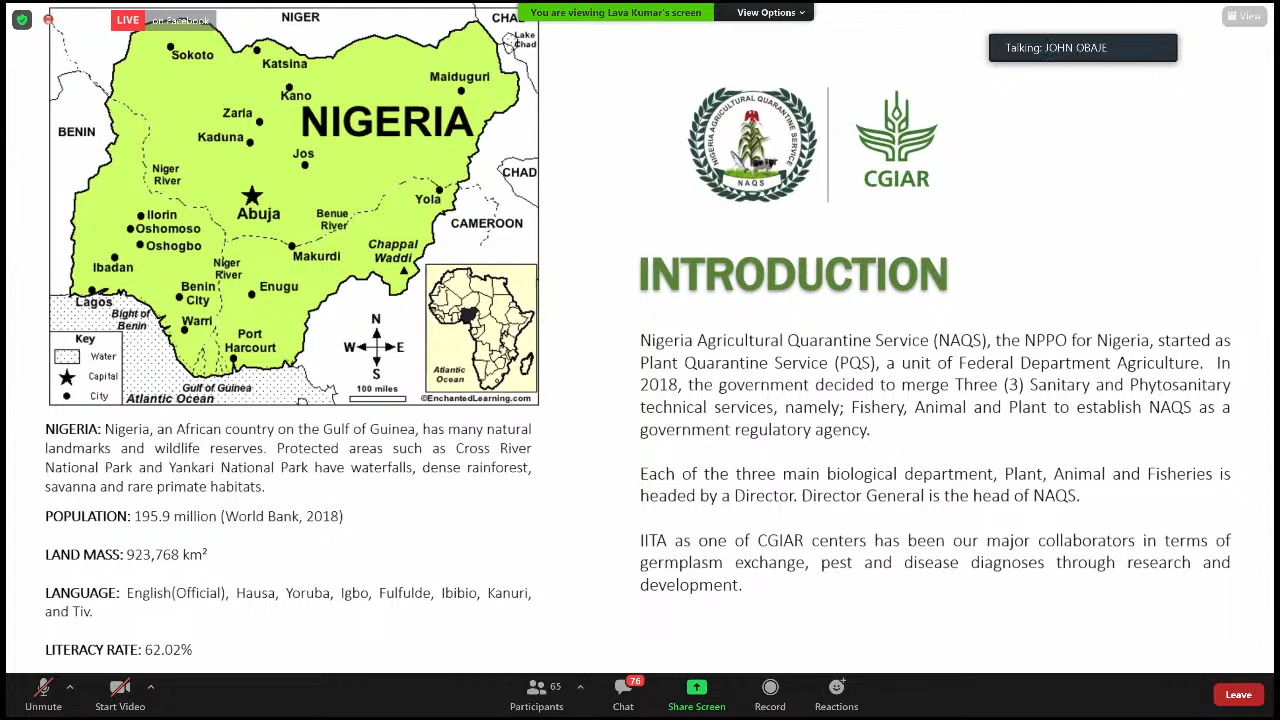 LIVE on Facebook
You are viewing Lava Kumar's screen
View Options
View
Talking: JOHN OBAJE
NIGER
CHAD
Lake
Chad
Sokoto
Katsina
Maiduguri
Kano
Zaria
NIGERIA
Kaduna
BENIN
Jos
Niger
River
CHAD
Yola
Abuja
Benue
River
Ilorin
Oshomoso
CAMEROON
Oshogbo
Chappal
Waddi
Makurdi
Ibadan
Niger
River
Benin
City
Enugu
Lagos
Bight of
Benin
Warri
Port
Harcourt
N
W E
S
100 miles
Key
Water
Capital
City
Gulf of Guinea
Atlantic Ocean
Atlantic
Ocean
©EnchantedLearning.com
NIGERIA: Nigeria, an African country on the Gulf of Guinea, has many natural
landmarks and wildlife reserves. Protected areas such as Cross River
National Park and Yankari National Park have waterfalls, dense rainforest,
savanna and rare primate habitats.
POPULATION: 195.9 million (World Bank, 2018)
LAND MASS: 923,768 km²
LANGUAGE: English(Official), Hausa, Yoruba, Igbo, Fulfulde, Ibibio, Kanuri,
and Tiv.
LITERACY RATE: 62.02%
NIGERIA AGRICULTURAL QUARANTINE SERVICE
NAQS
CGIAR
INTRODUCTION
Nigeria Agricultural Quarantine Service (NAQS), the NPPO for Nigeria, started as
Plant Quarantine Service (PQS), a unit of Federal Department Agriculture. In
2018, the government decided to merge Three (3) Sanitary and Phytosanitary
technical services, namely; Fishery, Animal and Plant to establish NAQS as a
government regulatory agency.
Each of the three main biological department, Plant, Animal and Fisheries is
headed by a Director. Director General is the head of NAQS.
IITA as one of CGIAR centers has been our major collaborators in terms of
germplasm exchange, pest and disease diagnoses through research and
development.
Unmute
Start Video
65
Participants
76
Chat
Share Screen
Record
Reactions
Leave